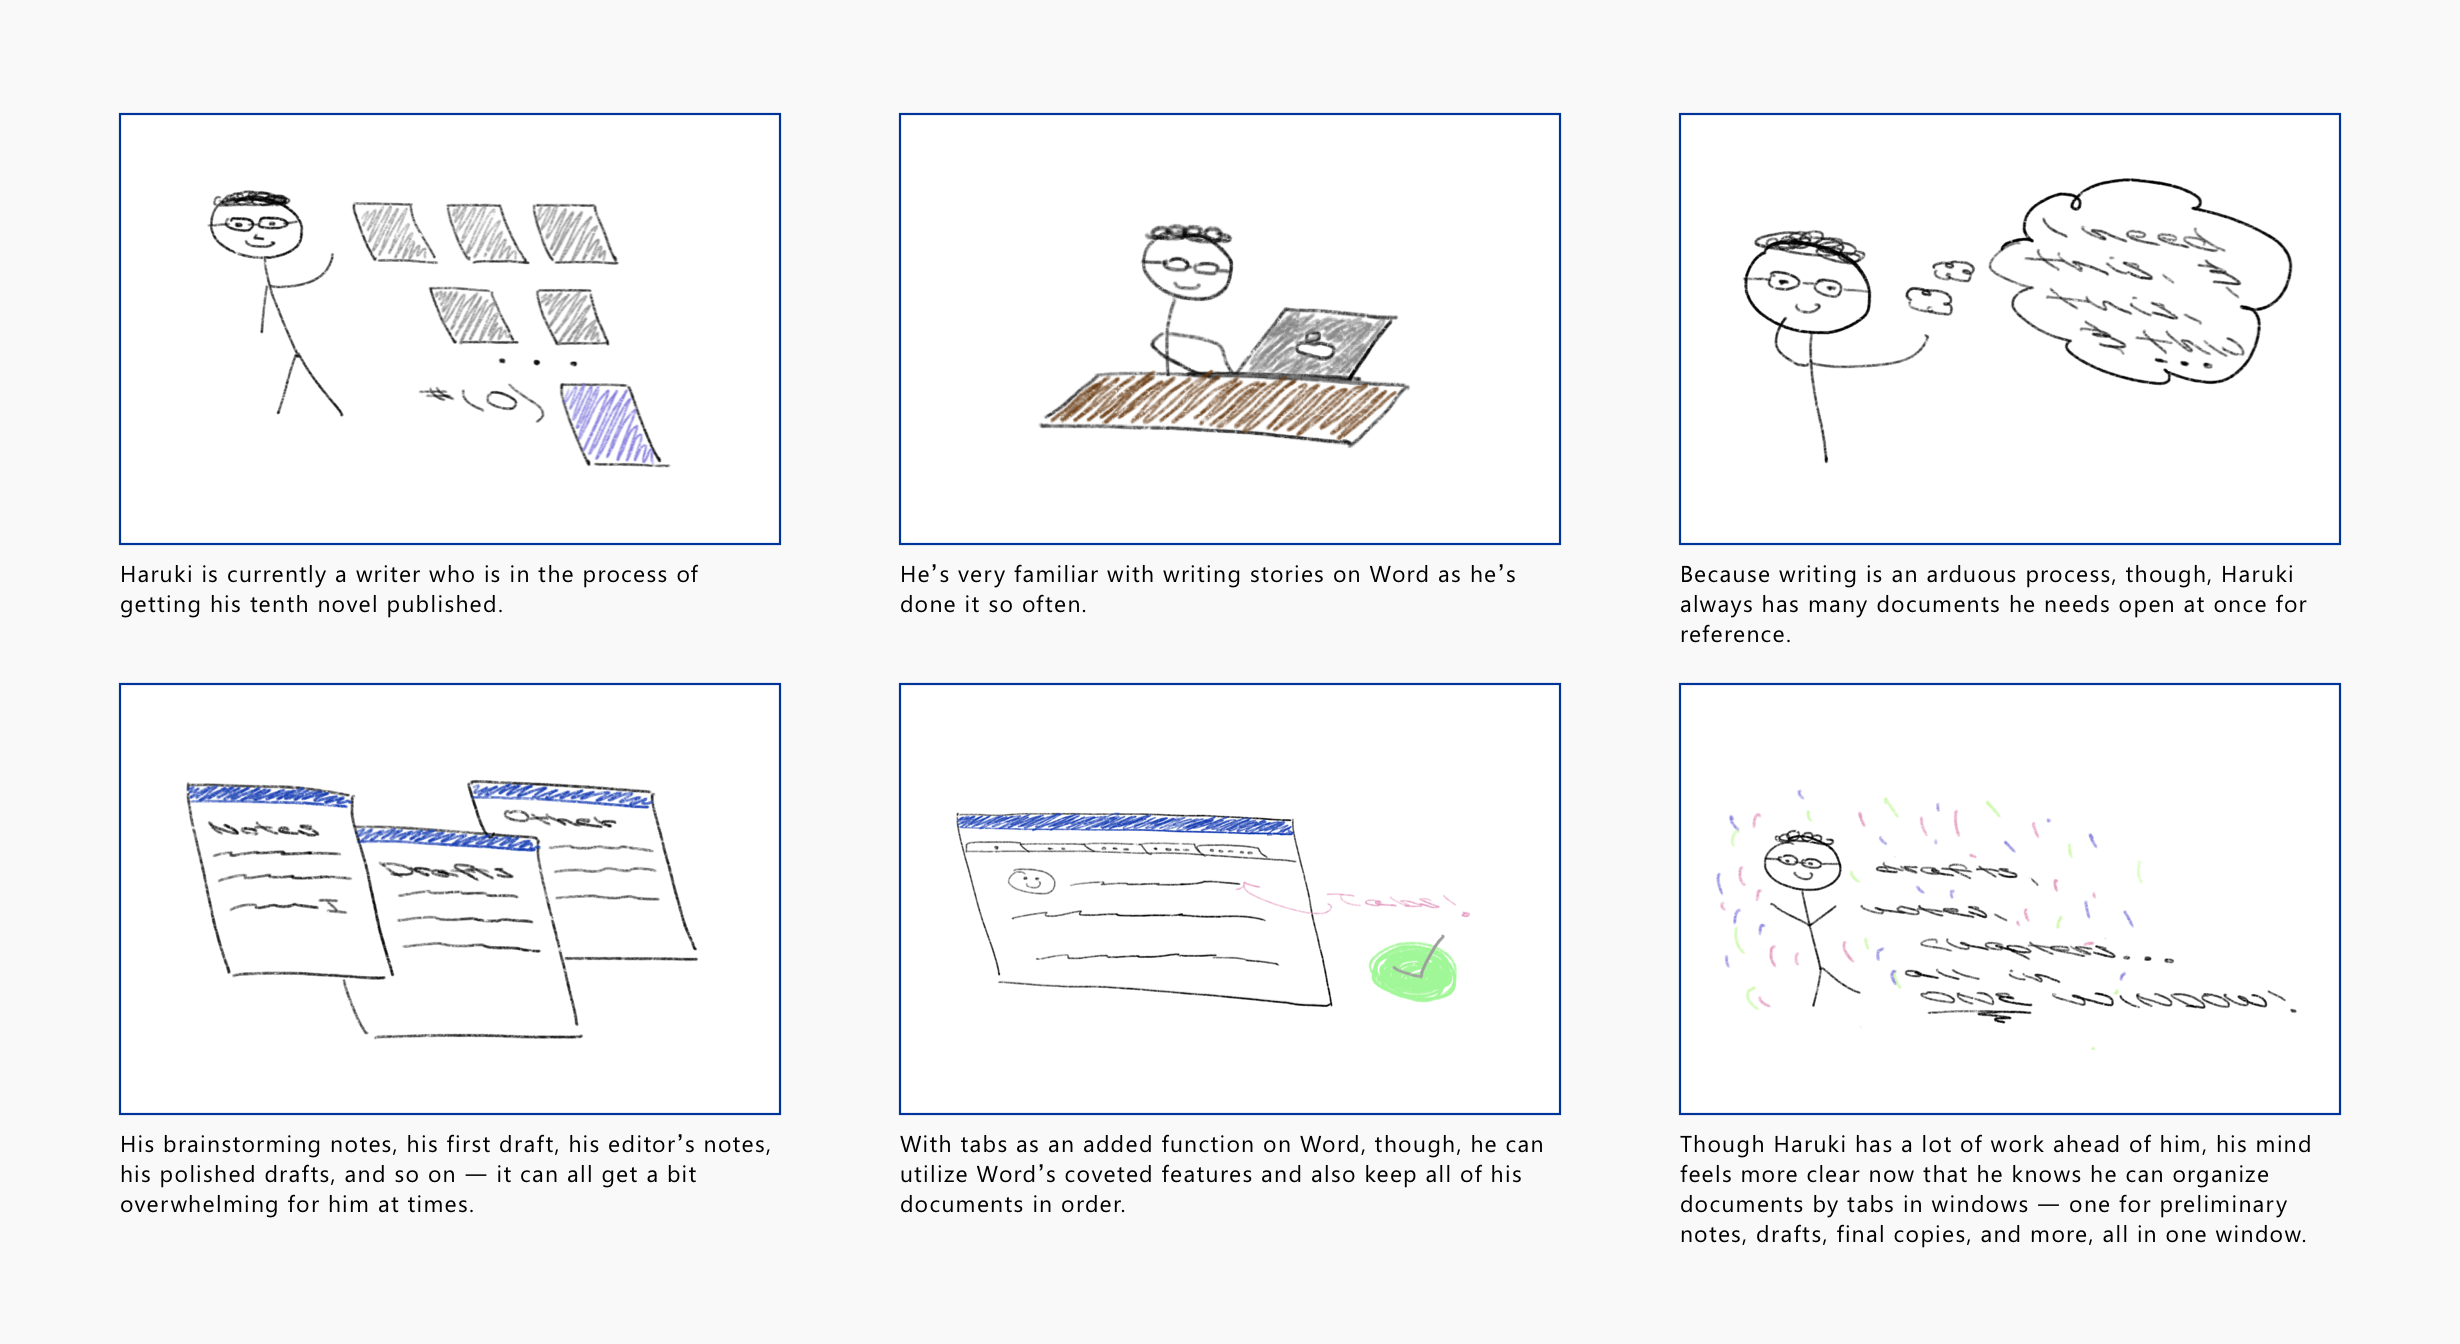 #(0)
Haruki is currently a writer who is in the process of
getting his tenth novel published.
He’s very familiar with writing stories on Word as he’s
done it so often.
I need
this, &
this,
& this
...
Because writing is an arduous process, though, Haruki
always has many documents he needs open at once for
reference.
Notes
Drafts
Other
His brainstorming notes, his first draft, his editor’s notes,
his polished drafts, and so on — it can all get a bit
overwhelming for him at times.
Tabs!
With tabs as an added function on Word, though, he can
utilize Word’s coveted features and also keep all of his
documents in order.
drafts,
notes,
chapters...
all in
ONE WINDOW!
Though Haruki has a lot of work ahead of him, his mind
feels more clear now that he knows he can organize
documents by tabs in windows — one for preliminary
notes, drafts, final copies, and more, all in one window.